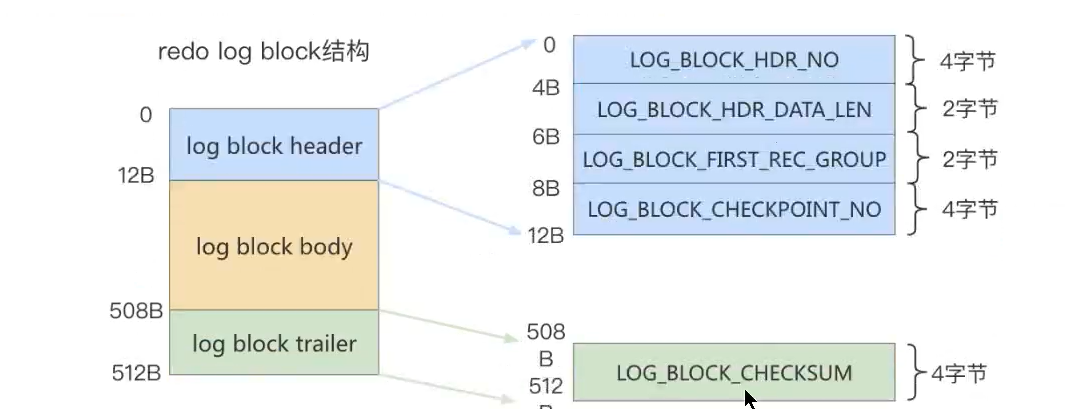 redo log block结构
0
log block header
12B
log block body
508B
log block trailer
512B
0
LOG_BLOCK_HDR_NO
4字节
4B
LOG_BLOCK_HDR_DATA_LEN
2字节
6B
LOG_BLOCK_FIRST_REC_GROUP
2字节
8B
LOG_BLOCK_CHECKPOINT_NO
4字节
12B
508
B
512
LOG_BLOCK_CHECKSUM
4字节